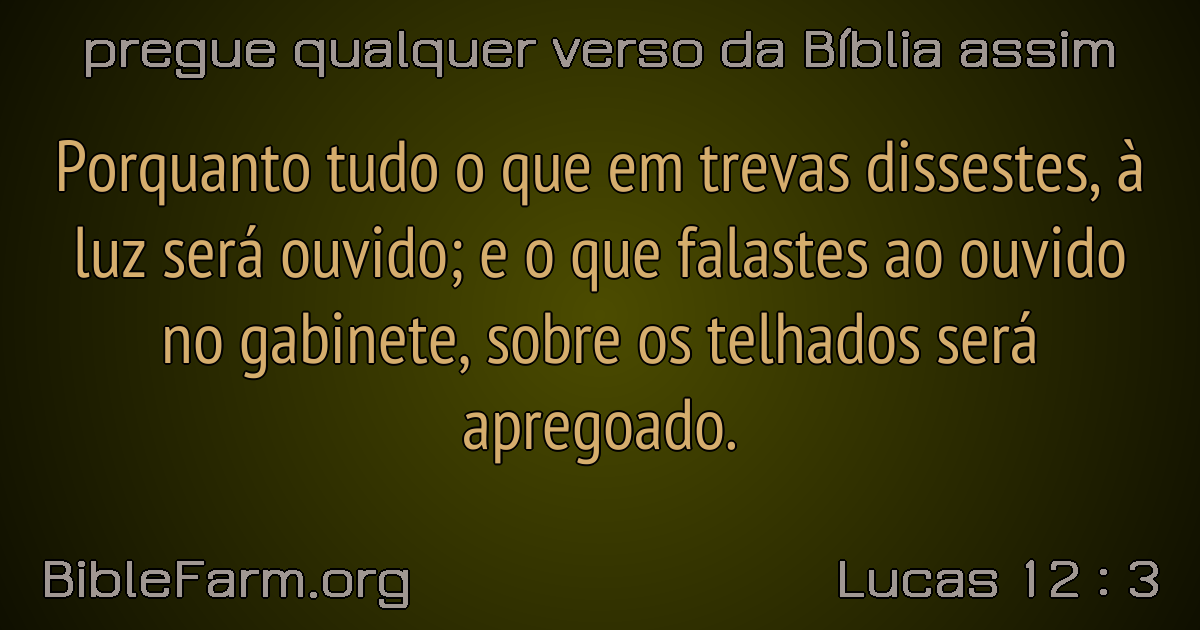 pregue qualquer verso da Bíblia assim
Porquanto tudo o que em trevas dissestes, à
luz será ouvido; e o que falastes ao ouvido
no gabinete, sobre os telhados será
apregoado.
BibleFarm.org
Lucas 12 : 3